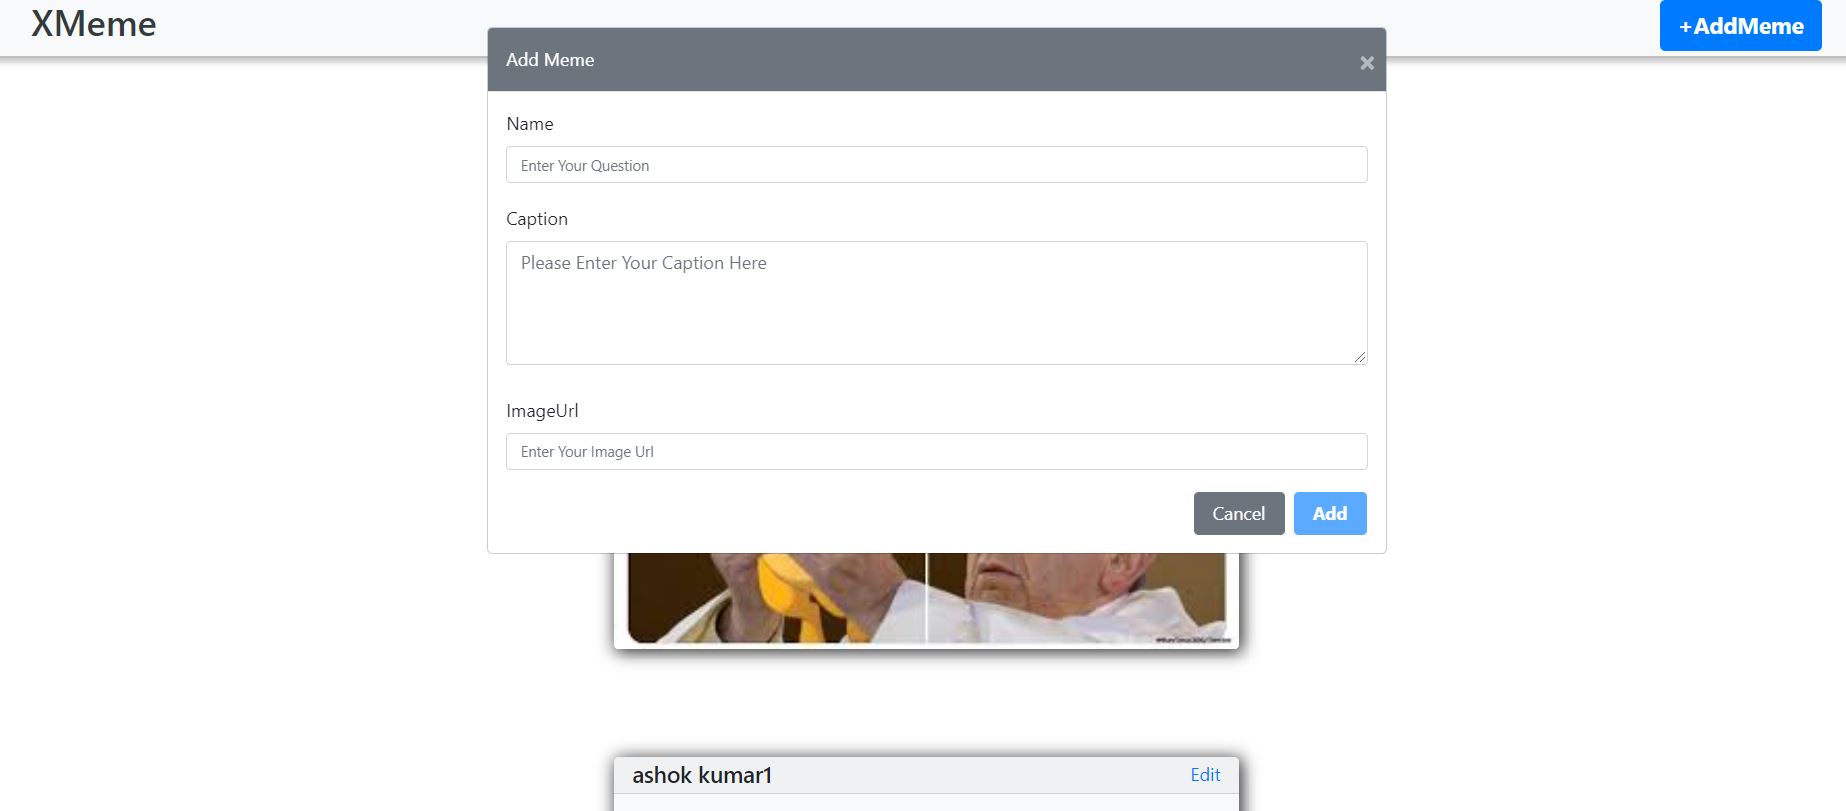 XMeme
+AddMeme
Add Meme
×
Name
Enter Your Question
Caption
Please Enter Your Caption Here
ImageUrl
Enter Your Image Url
Cancel
Add
ashok kumar1
Edit